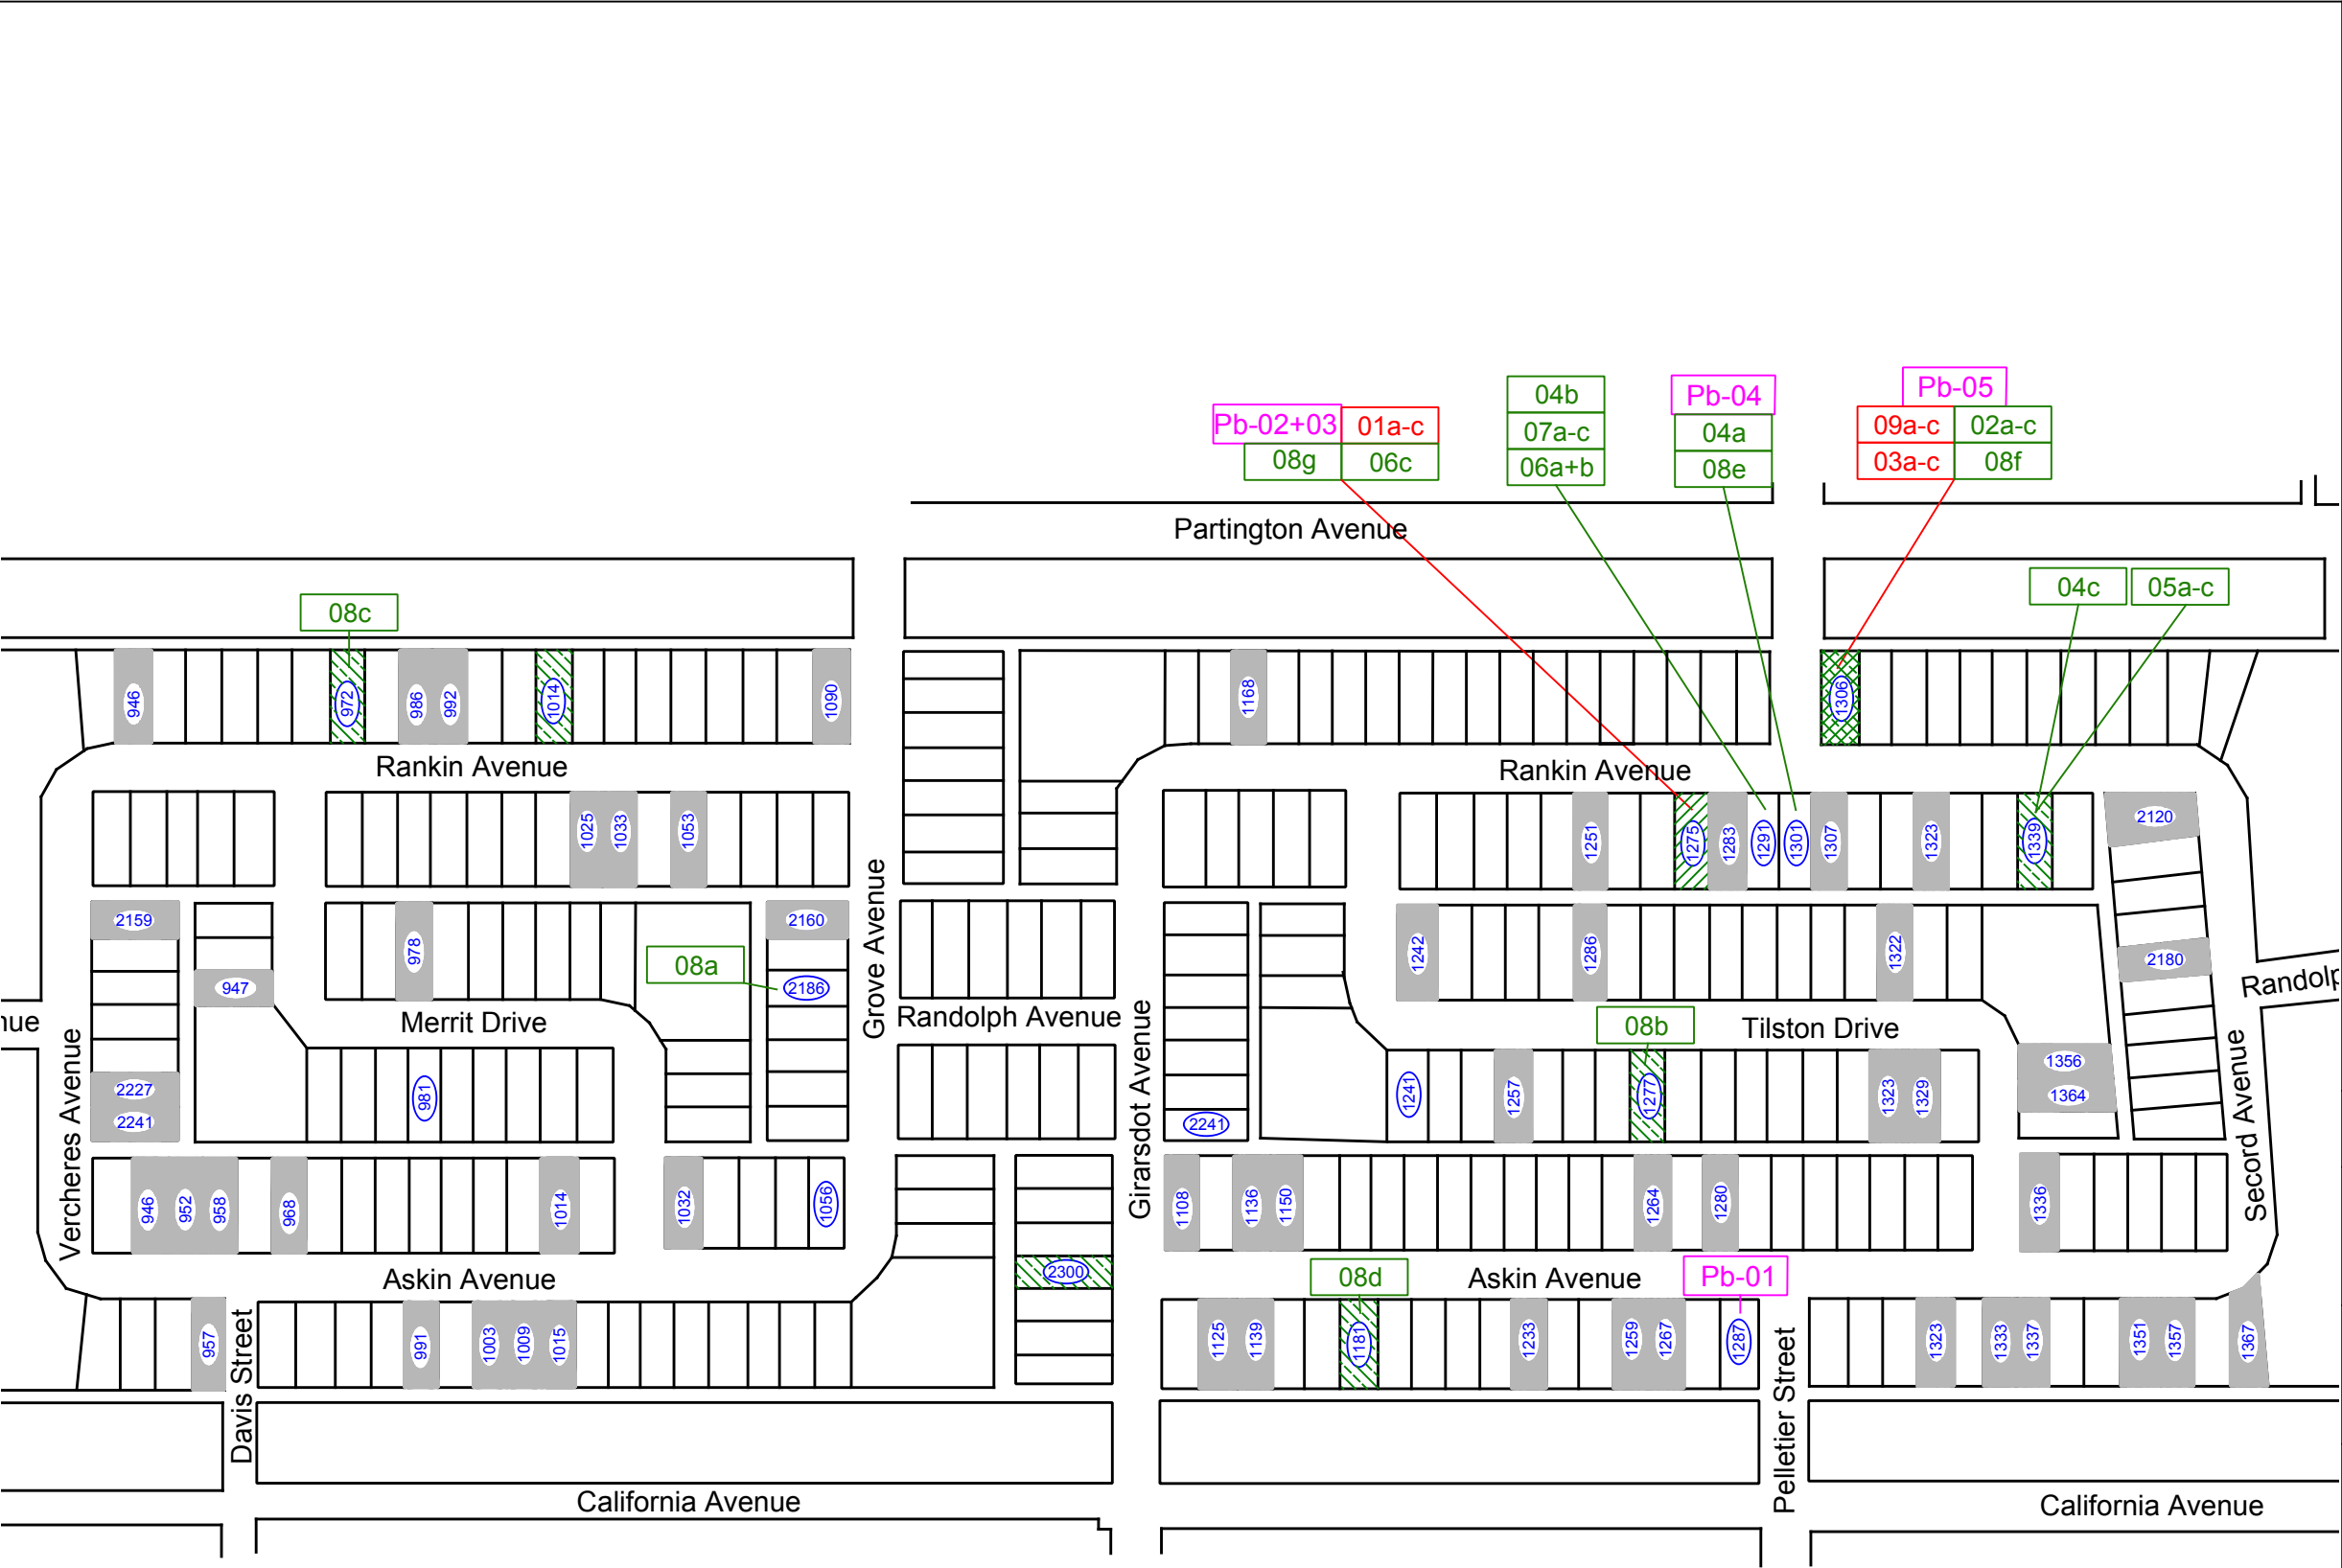 Pb-02+03
01a-c
08g
06c
04b
07a-c
06a+b
Pb-04
04a
08e
Pb-05
09a-c
02a-c
03a-c
08f
Partington Avenue
08c
04c
05a-c
946
972
986
992
1014
1090
1168
1306
Rankin Avenue
Rankin Avenue
1025
1033
1053
1251
1275
1283
1291
1301
1307
1323
1339
2120
Grove Avenue
2159
947
978
08a
2160
2186
1242
1286
1322
2180
Randolp
nue
Merrit Drive
Randolph Avenue
08b
Tilston Drive
Vercheres Avenue
2227
2241
981
Girarsdot Avenue
2241
1241
1257
1277
1323
1329
1356
1364
Second Avenue
946
952
958
968
1014
1032
1056
1108
1136
1150
1264
1280
1336
Askin Avenue
2300
08d
Askin Avenue
Pb-01
957
Davis Street
991
1003
1009
1015
1125
1139
1181
1233
1259
1267
1287
Pelletier Street
1323
1333
1337
1351
1357
1367
California Avenue
California Avenue